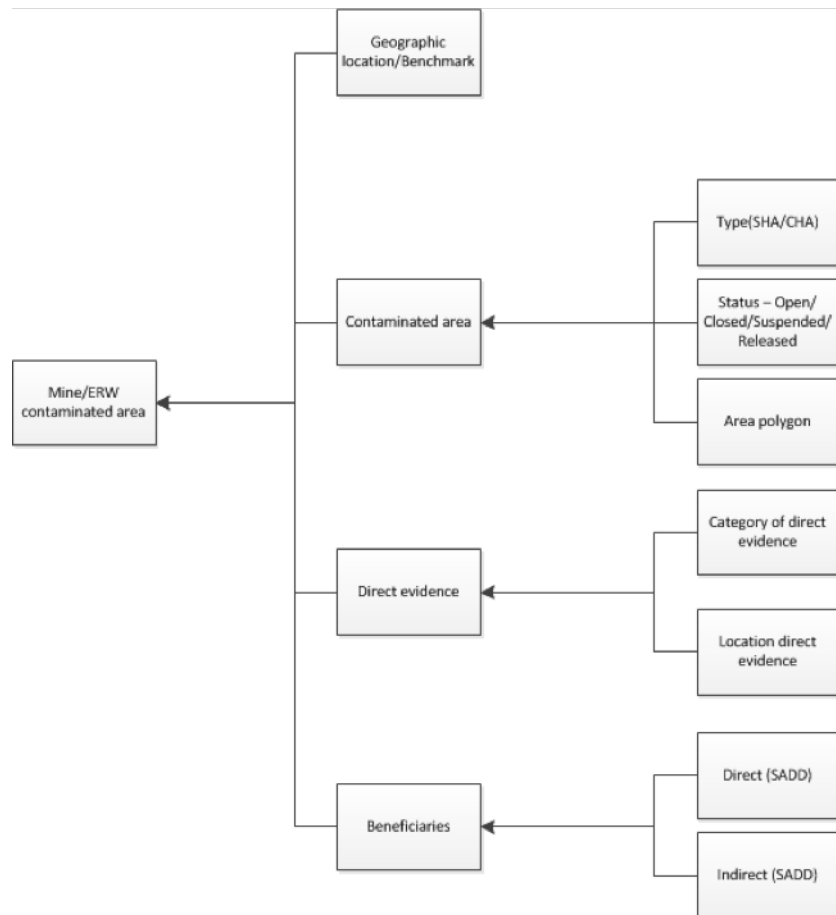 Geographic
location/Benchmark
Type(SHA/CHA)
Contaminated area
Status – Open/
Closed/Suspended/
Released
Mine/ERW
contaminated area
Area polygon
Category of direct
evidence
Direct evidence
Location direct
evidence
Direct (SADD)
Beneficiaries
Indirect (SADD)